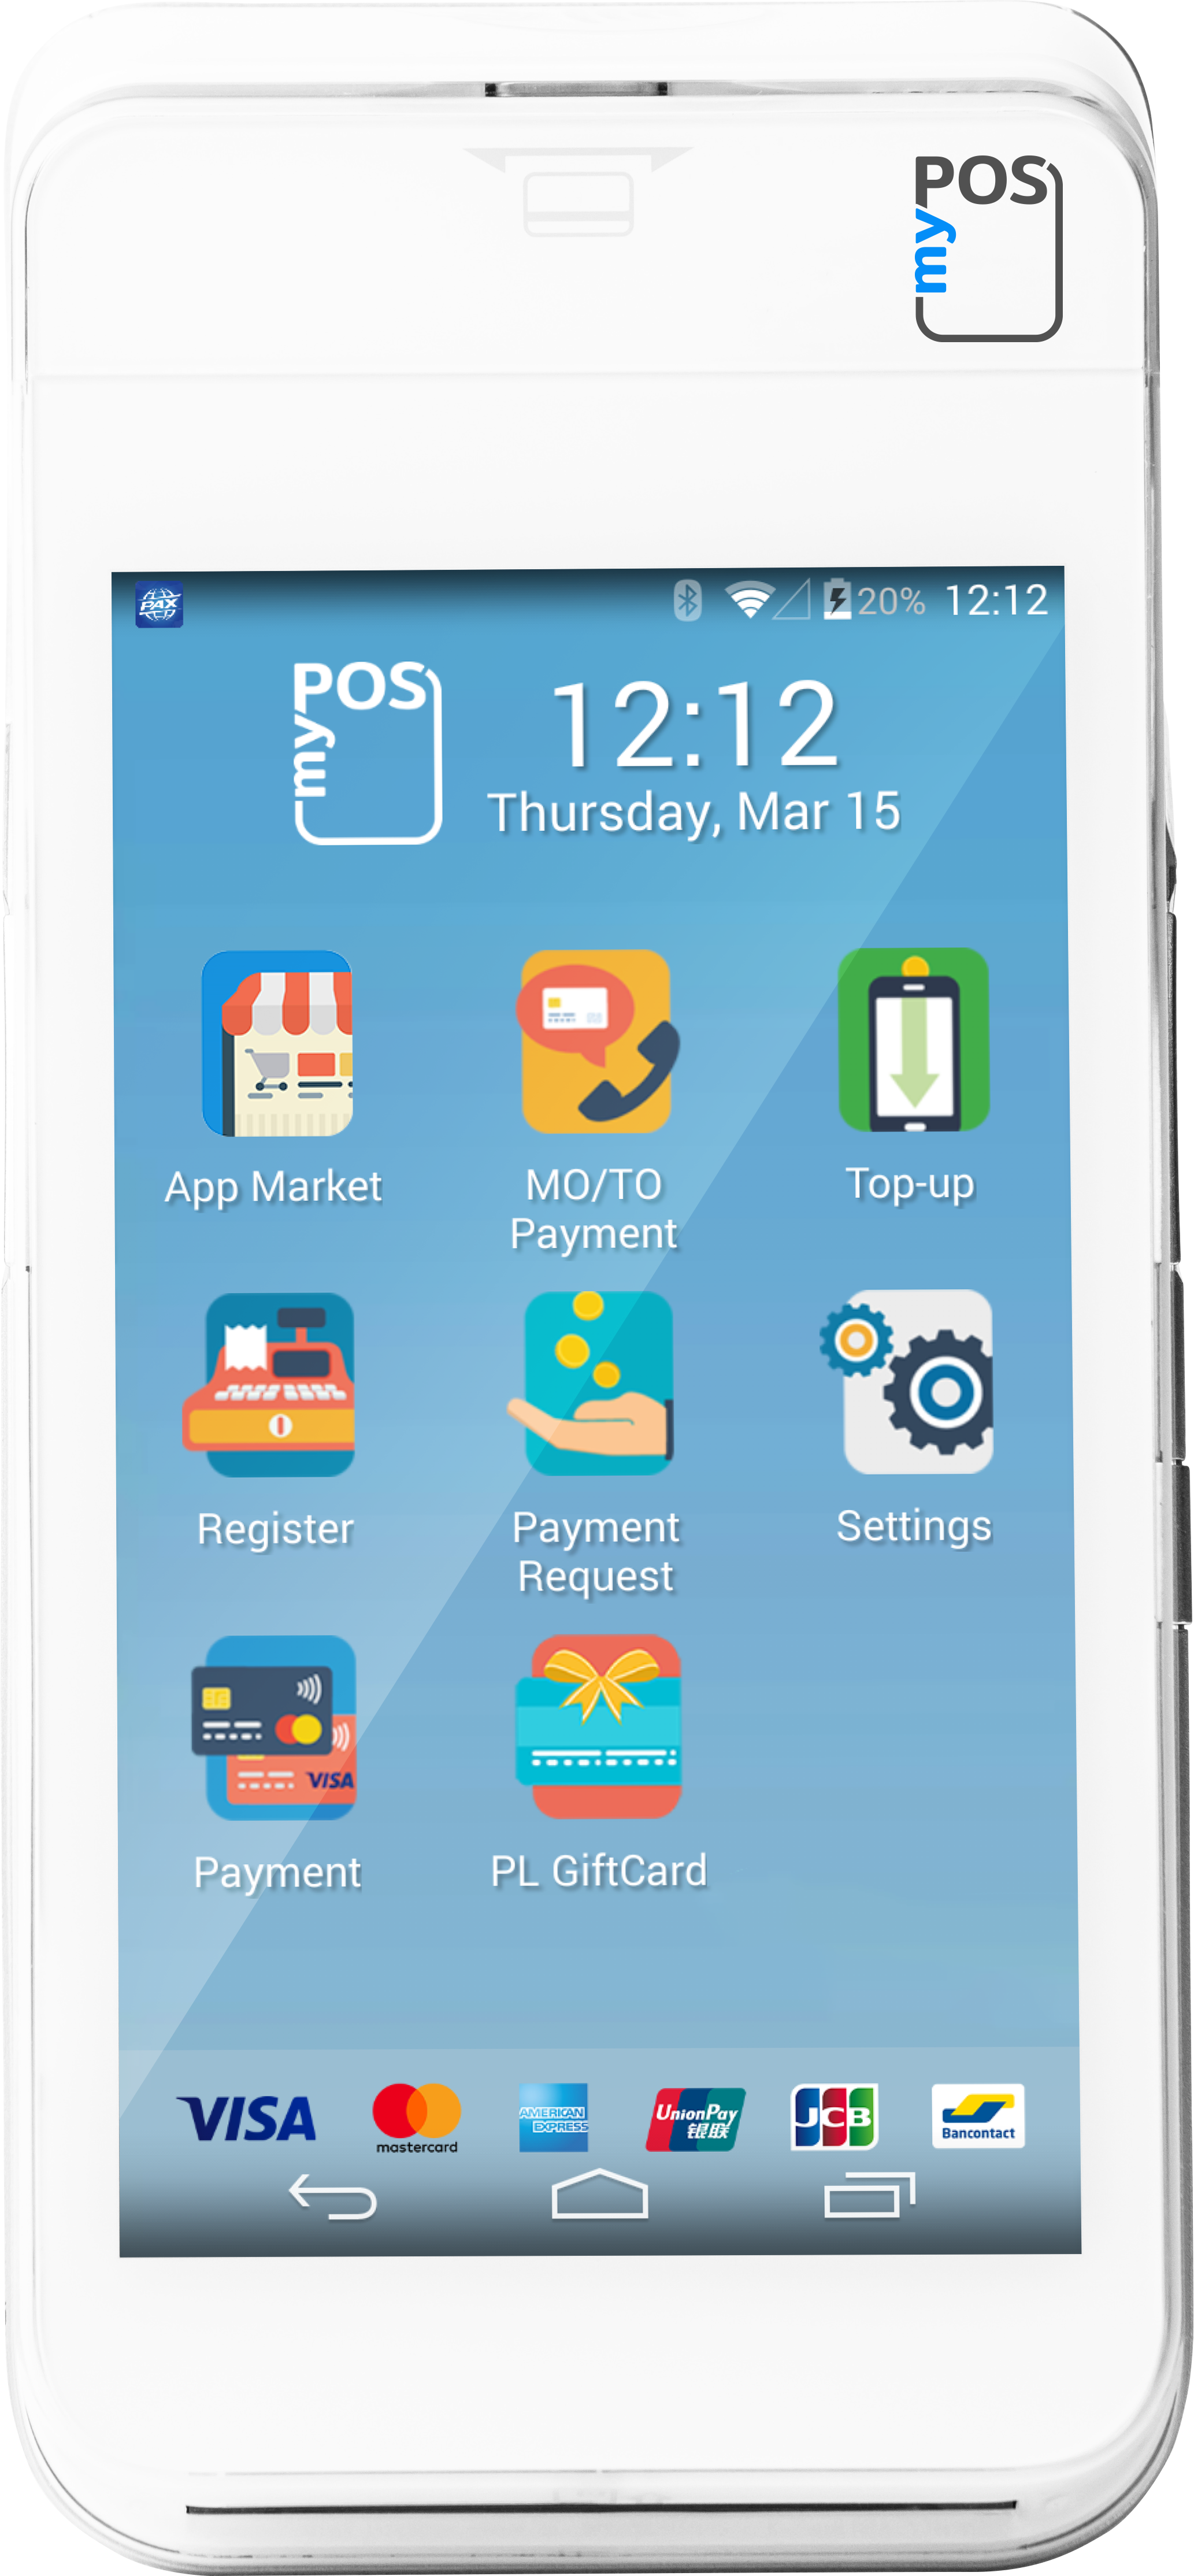 myPOS
PAX
20% 12:12
myPOS
12:12
Thursday, Mar 15
App Market
MO/TO
Payment
Top-up
Register
Payment
Request
Settings
VISA
Payment
PL GiftCard
VISA
mastercard
AMERICAN
EXPRESS
UnionPay
银联
JCB
Bancontact